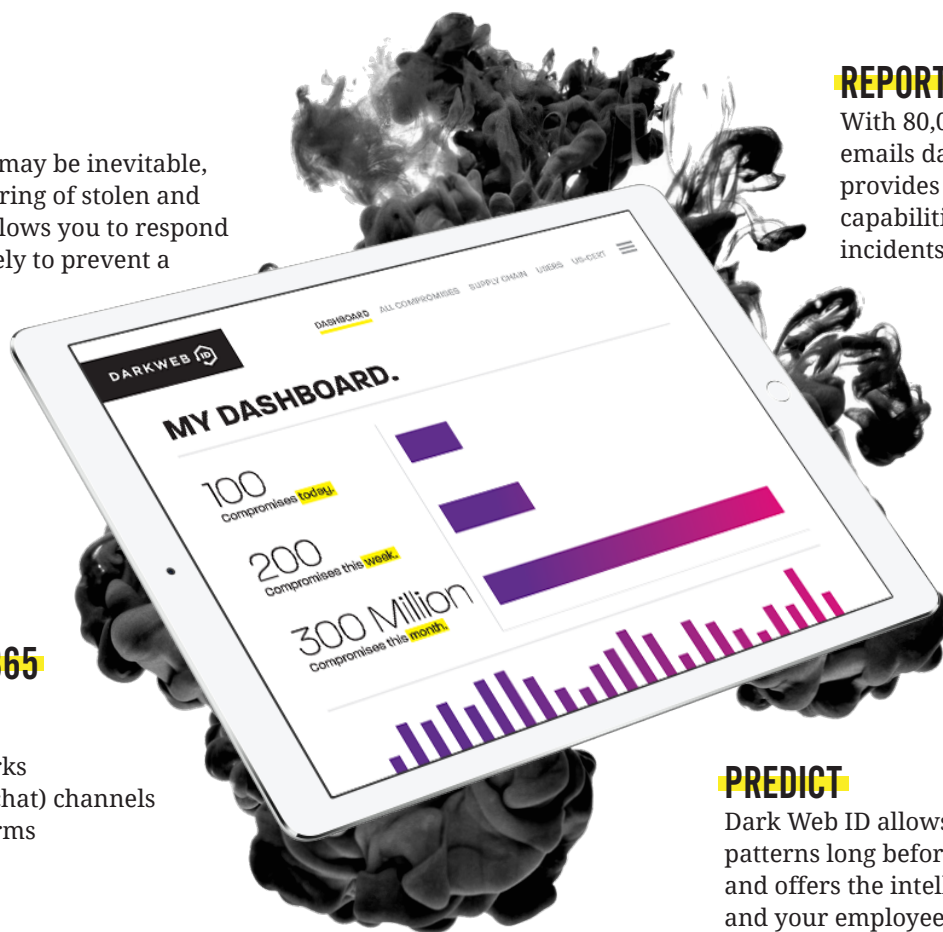 may be inevitable,
ring of stolen and
lows you to respond
ely to prevent a
REPORT
With 80,0
emails da
provides
capabiliti
incidents
DASHBOARD ALL COMPROMISES SUPPLY CHAIN USERS US-CERT
DARKWEB ID
MY DASHBOARD.
100
Compromises today.
200
Compromises this week.
300 Million
Compromises this month.
365
rks
chat) channels
rms
PREDICT
Dark Web ID allows
patterns long befor
and offers the intell
and your employee